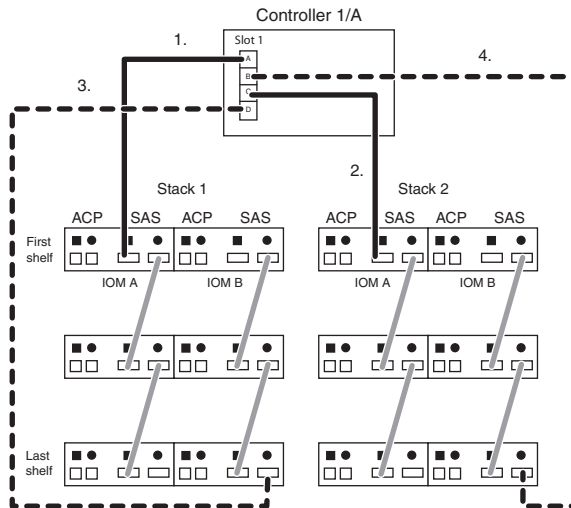 Controller 1/A
1.
Slot 1
A
B
C
D
4.
3.
2.
Stack 1
Stack 2
ACP SAS ACP SAS
ACP SAS ACP SAS
First
shelf
IOM A
IOM B
IOM A
IOM B
Last
shelf